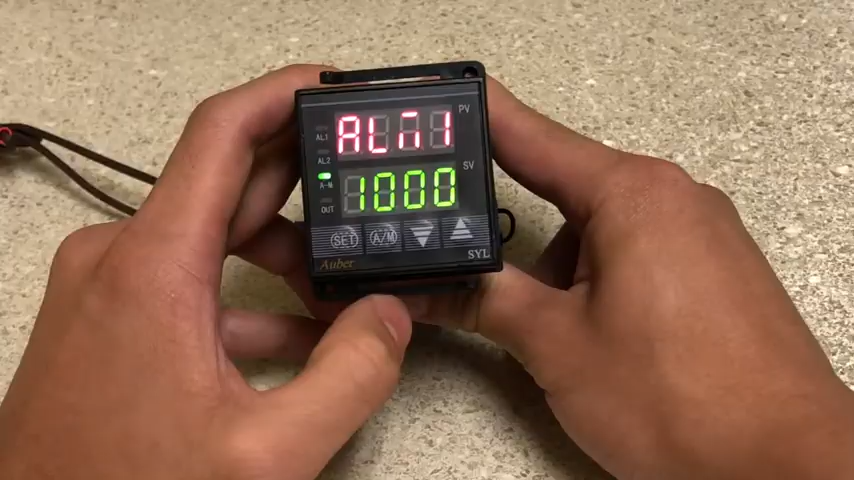 PV
ALM1
AL1
AL2
SV
A-M
1000
OUT
SET A/M
Auber
SYL